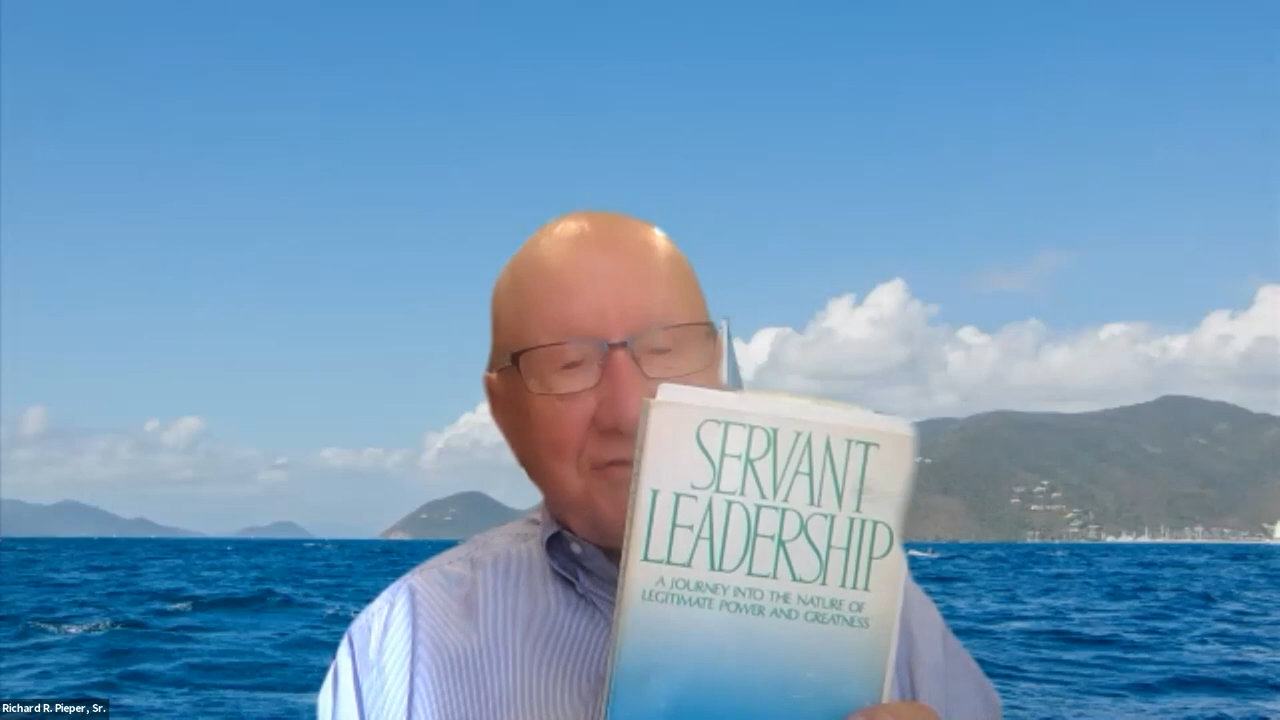 SERVANT
LEADERSHIP
A JOURNEY INTO THE NATURE OF
LEGITIMATE POWER AND GREATNESS
Richard R. Pieper, Sr.